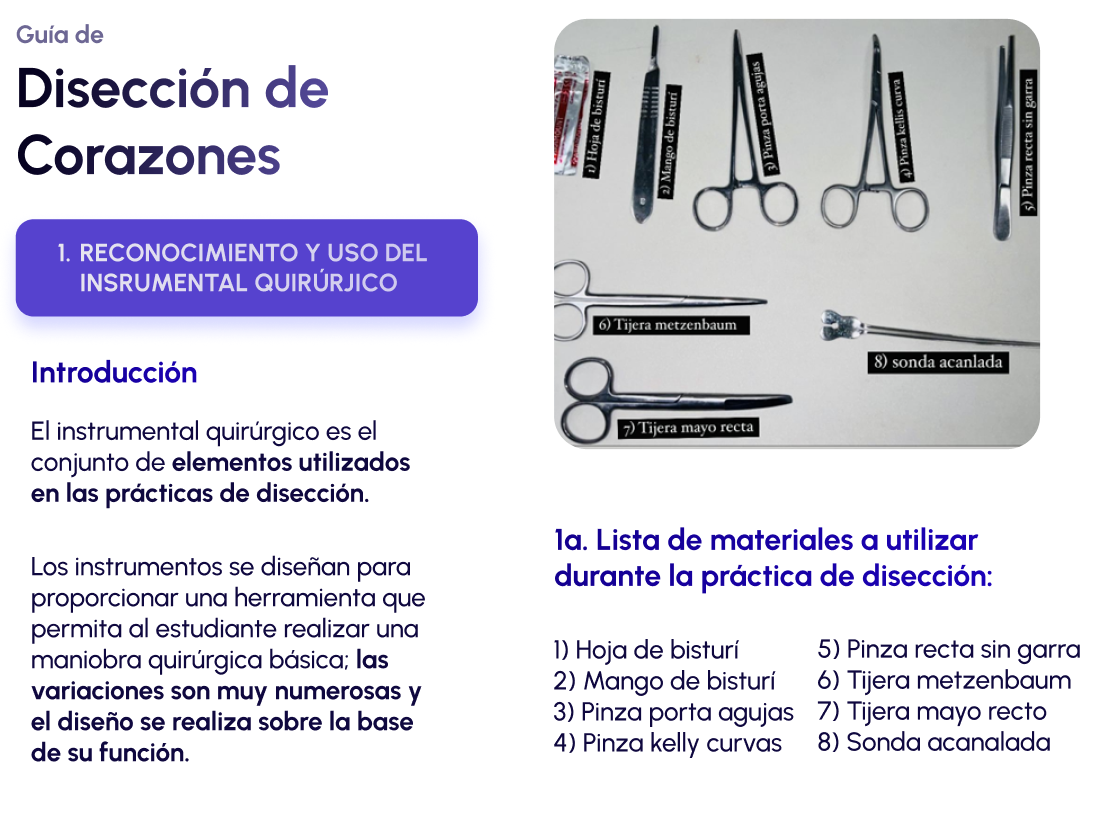 Guía de
Disección de
Corazones
1. RECONOCIMIENTO Y USO DEL
INSRUMENTAL QUIRÚRJICO
Introducción
El instrumental quirúrgico es el
conjunto de elementos utilizados
en las prácticas de disección.
Los instrumentos se diseñan para
proporcionar una herramienta que
permita al estudiante realizar una
maniobra quirúrgica básica; las
variaciones son muy numerosas y
el diseño se realiza sobre la base
de su función.
1) Hoja de bisturí
2) Mango de bisturí
3) Pinza porta agujas
4) Pinza kellis curva
5) Pinza recta sin garra
6) Tijera metzenbaum
7) Tijera mayo recta
8) sonda acanlada
1a. Lista de materiales a utilizar
durante la práctica de disección:
1) Hoja de bisturí
2) Mango de bisturí
3) Pinza porta agujas
4) Pinza kelly curvas
5) Pinza recta sin garra
6) Tijera metzenbaum
7) Tijera mayo recto
8) Sonda acanalada